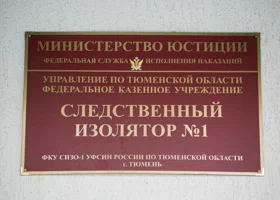 МИНИСТЕРСТВО ЮСТИЦИИ
ФЕДЕРАЛЬНАЯ СЛУЖБА ИСПОЛНЕНИЯ НАКАЗАНИЙ
УПРАВЛЕНИЕ ПО ТЮМЕНСКОЙ ОБЛАСТИ
ФЕДЕРАЛЬНОЕ КАЗЕННОЕ УЧРЕЖДЕНИЕ
СЛЕДСТВЕННЫЙ
ИЗОЛЯТОР №1
ФКУ СИЗО-1 УФСИН РОССИИ ПО ТЮМЕНСКОЙ ОБЛАСТИ
г. ТЮМЕНЬ